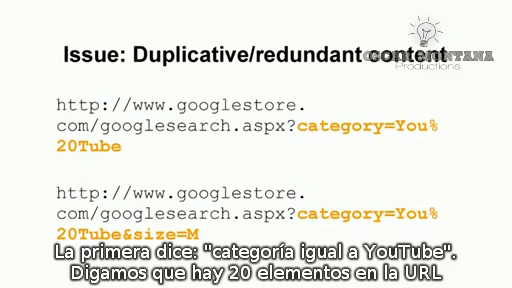 OSCAR MONTANA
Productions
Issue: Duplicative/redundant content
http://www.googlestore.
com/googlesearch.aspx?category=You%
20Tube
http://www.googlestore.
com/googlesearch.aspx?category=You%
20Tube&size=M
La primera dice: "categoría igual a YouTube".
Digamos que hay 20 elementos en la URL